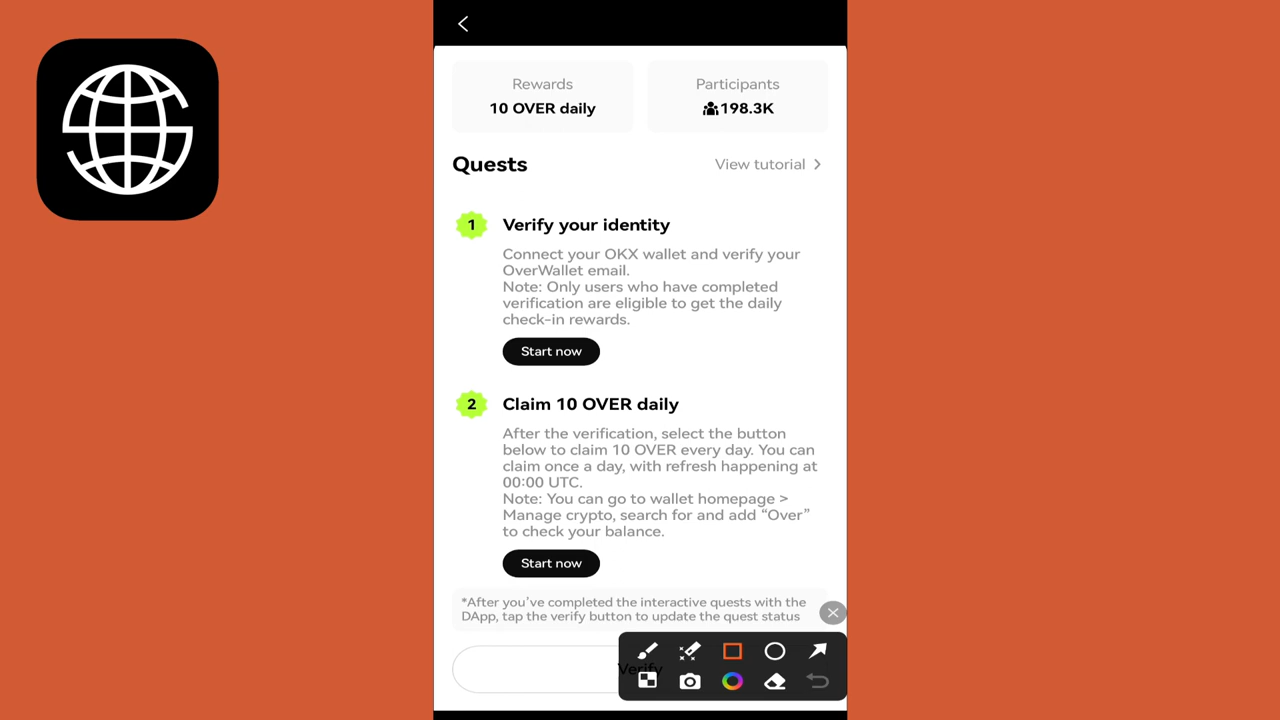 Rewards
10 OVER daily
Participants
198.3K
Quests
View tutorial
1
Verify your identity
Connect your OKX wallet and verify your
OverWallet email.
Note: Only users who have completed
verification are eligible to get the daily
check-in rewards.
Start now
2
Claim 10 OVER daily
After the verification, select the button
below to claim 10 OVER every day. You can
claim once a day, with refresh happening at
00:00 UTC.
Note: You can go to wallet homepage >
Manage crypto, search for and add “Over”
to check your balance.
Start now
*After you've completed the interactive quests with the
DApp, tap the verify button to update the quest status
Verify